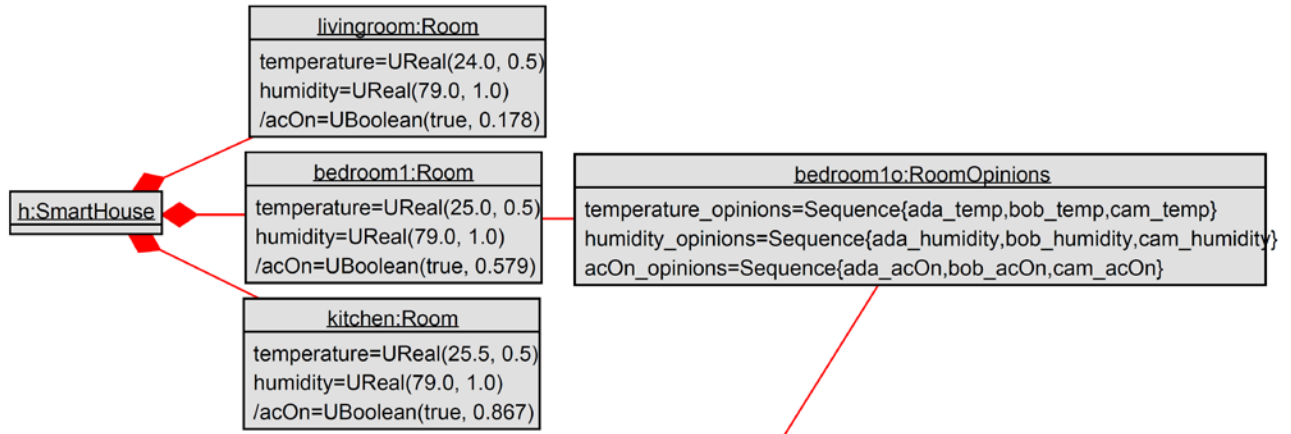 livingroom:Room
temperature=UReal(24.0, 0.5)
humidity=UReal(79.0, 1.0)
/acOn=UBoolean(true, 0.178)
h:SmartHouse
bedroom1:Room
temperature=UReal(25.0, 0.5)
humidity=UReal(79.0, 1.0)
/acOn=UBoolean(true, 0.579)
bedroom1o:RoomOpinions
temperature_opinions=Sequence{ada_temp,bob_temp,cam_temp}
humidity_opinions=Sequence{ada_humidity,bob_humidity,cam_humidity}
acOn_opinions=Sequence{ada_acOn,bob_acOn,cam_acOn}
kitchen:Room
temperature=UReal(25.5, 0.5)
humidity=UReal(79.0, 1.0)
/acOn=UBoolean(true, 0.867)